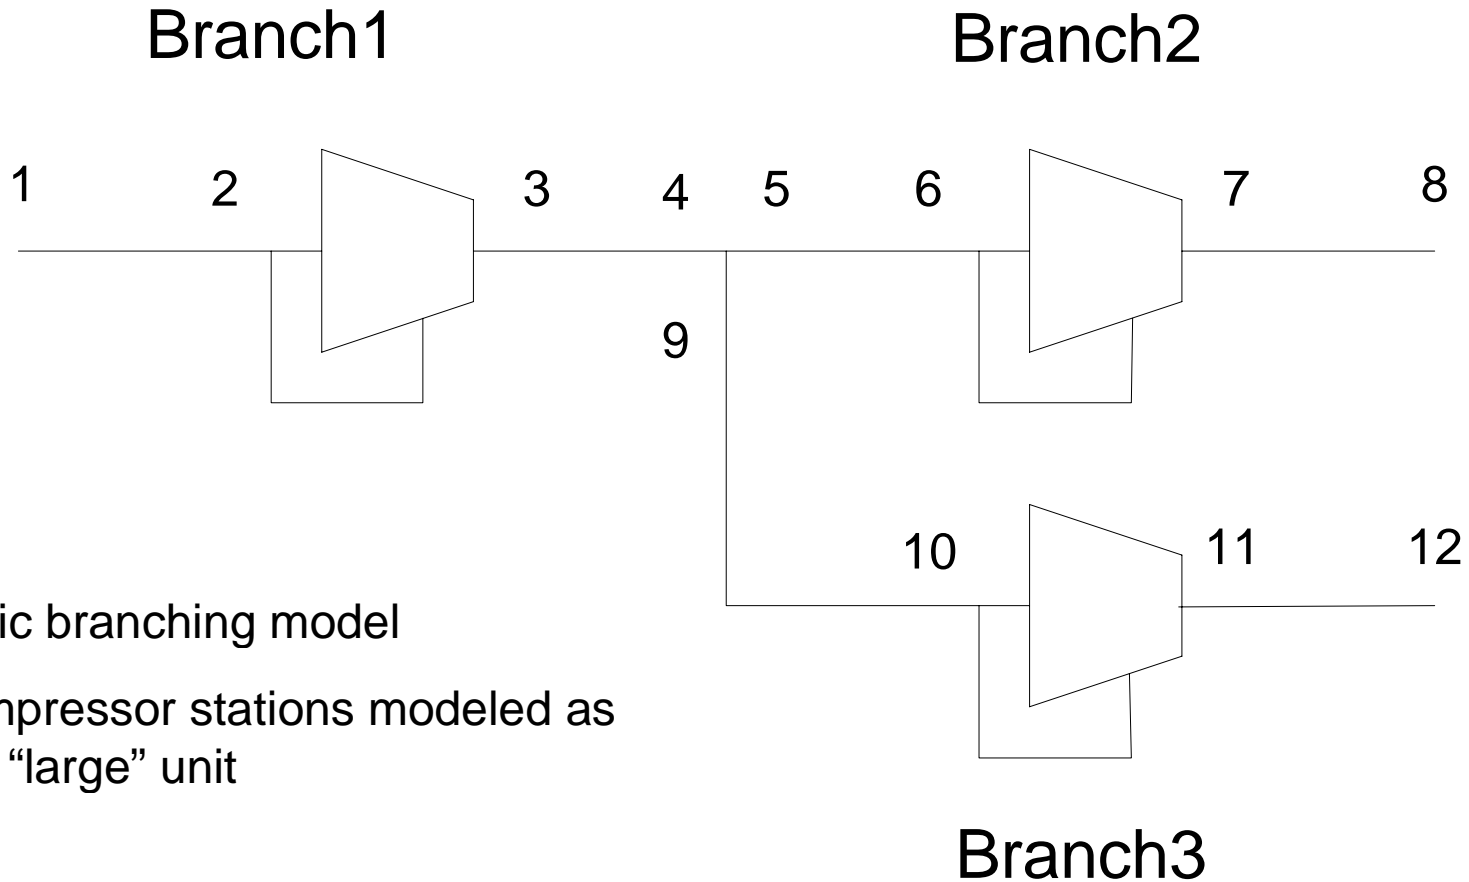 Branch1
Branch2
1
2
3
4
5
6
7
8
9
10
11
12
ic branching model
mpressor stations modeled as
"large" unit
Branch3